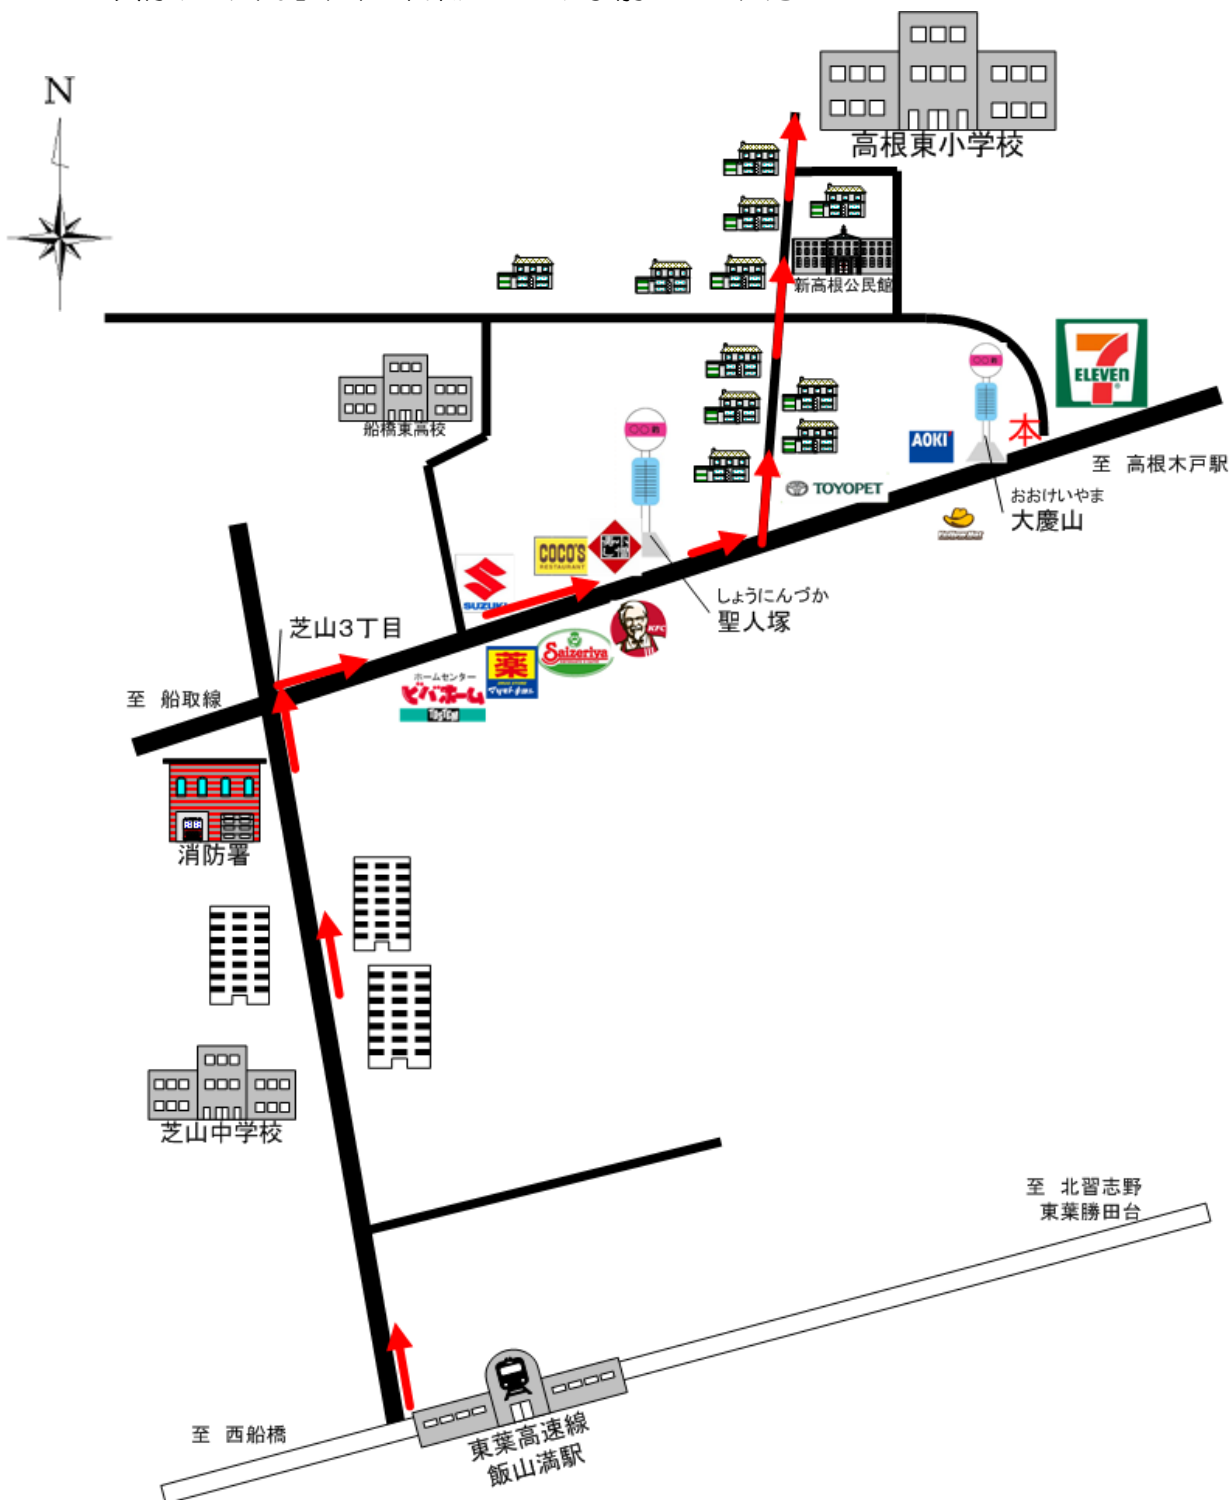 N
高根東小学校
新高根公民館
船橋東高校
7
ELEVEN
AOKI
本
至 高根木戸駅
おおけいやま
大慶山
TOYOPET
COCO'S
RESTAURANT
SUZUKI
しょうにんづか
聖人塚
KFC
Saizeriya
薬
芝山3丁目
ホームセンター
ビバホーム
TOSTEM
至 船取線
消防署
芝山中学校
至 北習志野
東葉勝田台
至 西船橋
東葉高速線
飯山満駅